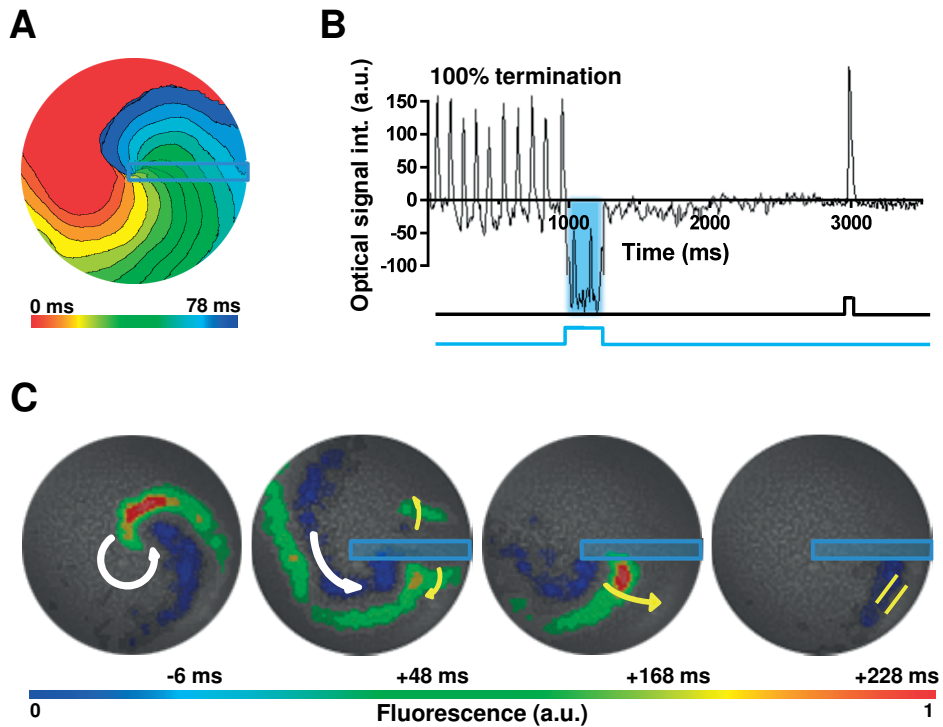 A
0 ms 78 ms
B
100% termination
Optical signal int. (a.u.)
150
100
50
0
-50
-100
1000 2000 3000
Time (ms)
C
-6 ms +48 ms +168 ms +228 ms
0 1
Fluorescence (a.u.)